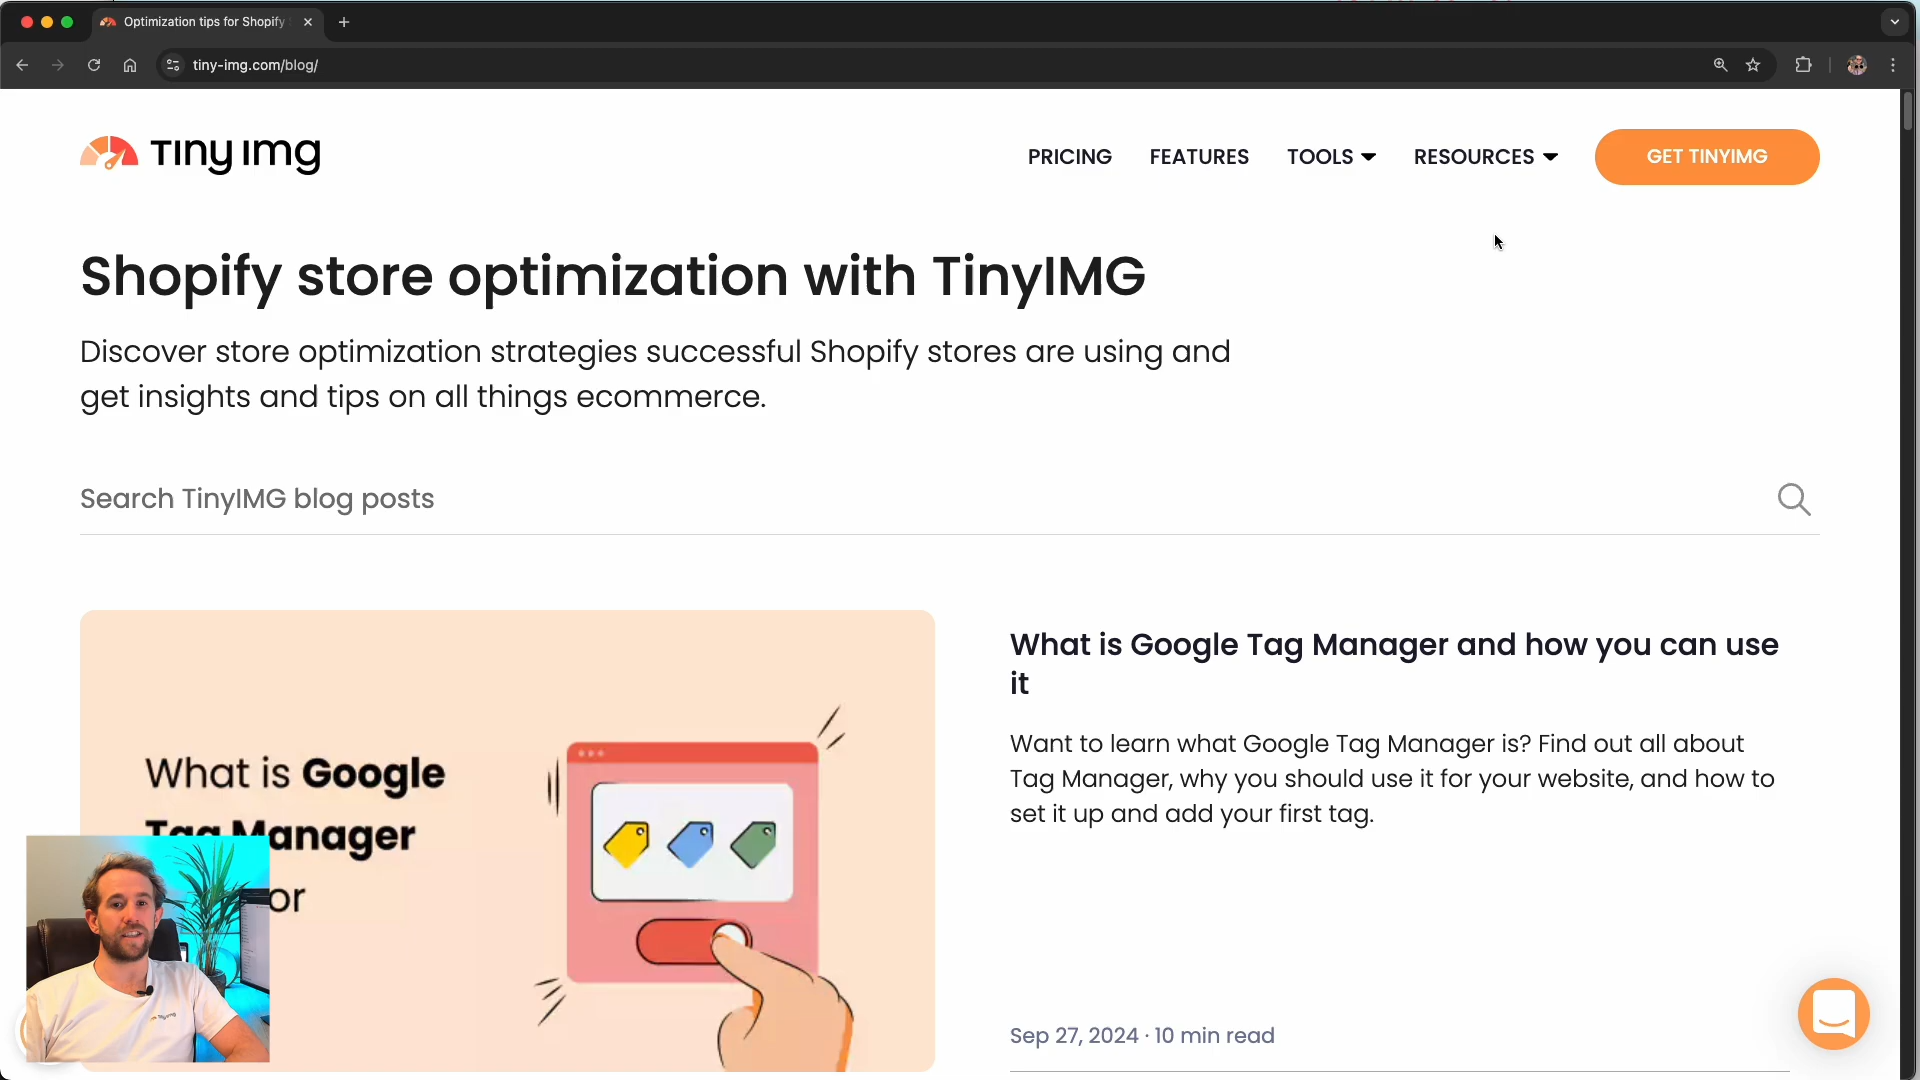 Optimization tips for Shopify
tiny-img.com/blog/
Tiny Img
PRICING
FEATURES
TOOLS
RESOURCES
GET TINYIMG
Shopify store optimization with TinyIMG
Discover store optimization strategies successful Shopify stores are using and
get insights and tips on all things ecommerce.
Search TinyIMG blog posts
What is Google
Tag Manager
or
What is Google Tag Manager and how you can use
it
Want to learn what Google Tag Manager is? Find out all about
Tag Manager, why you should use it for your website, and how to
set it up and add your first tag.
Sep 27, 2024 · 10 min read
Tiny Img